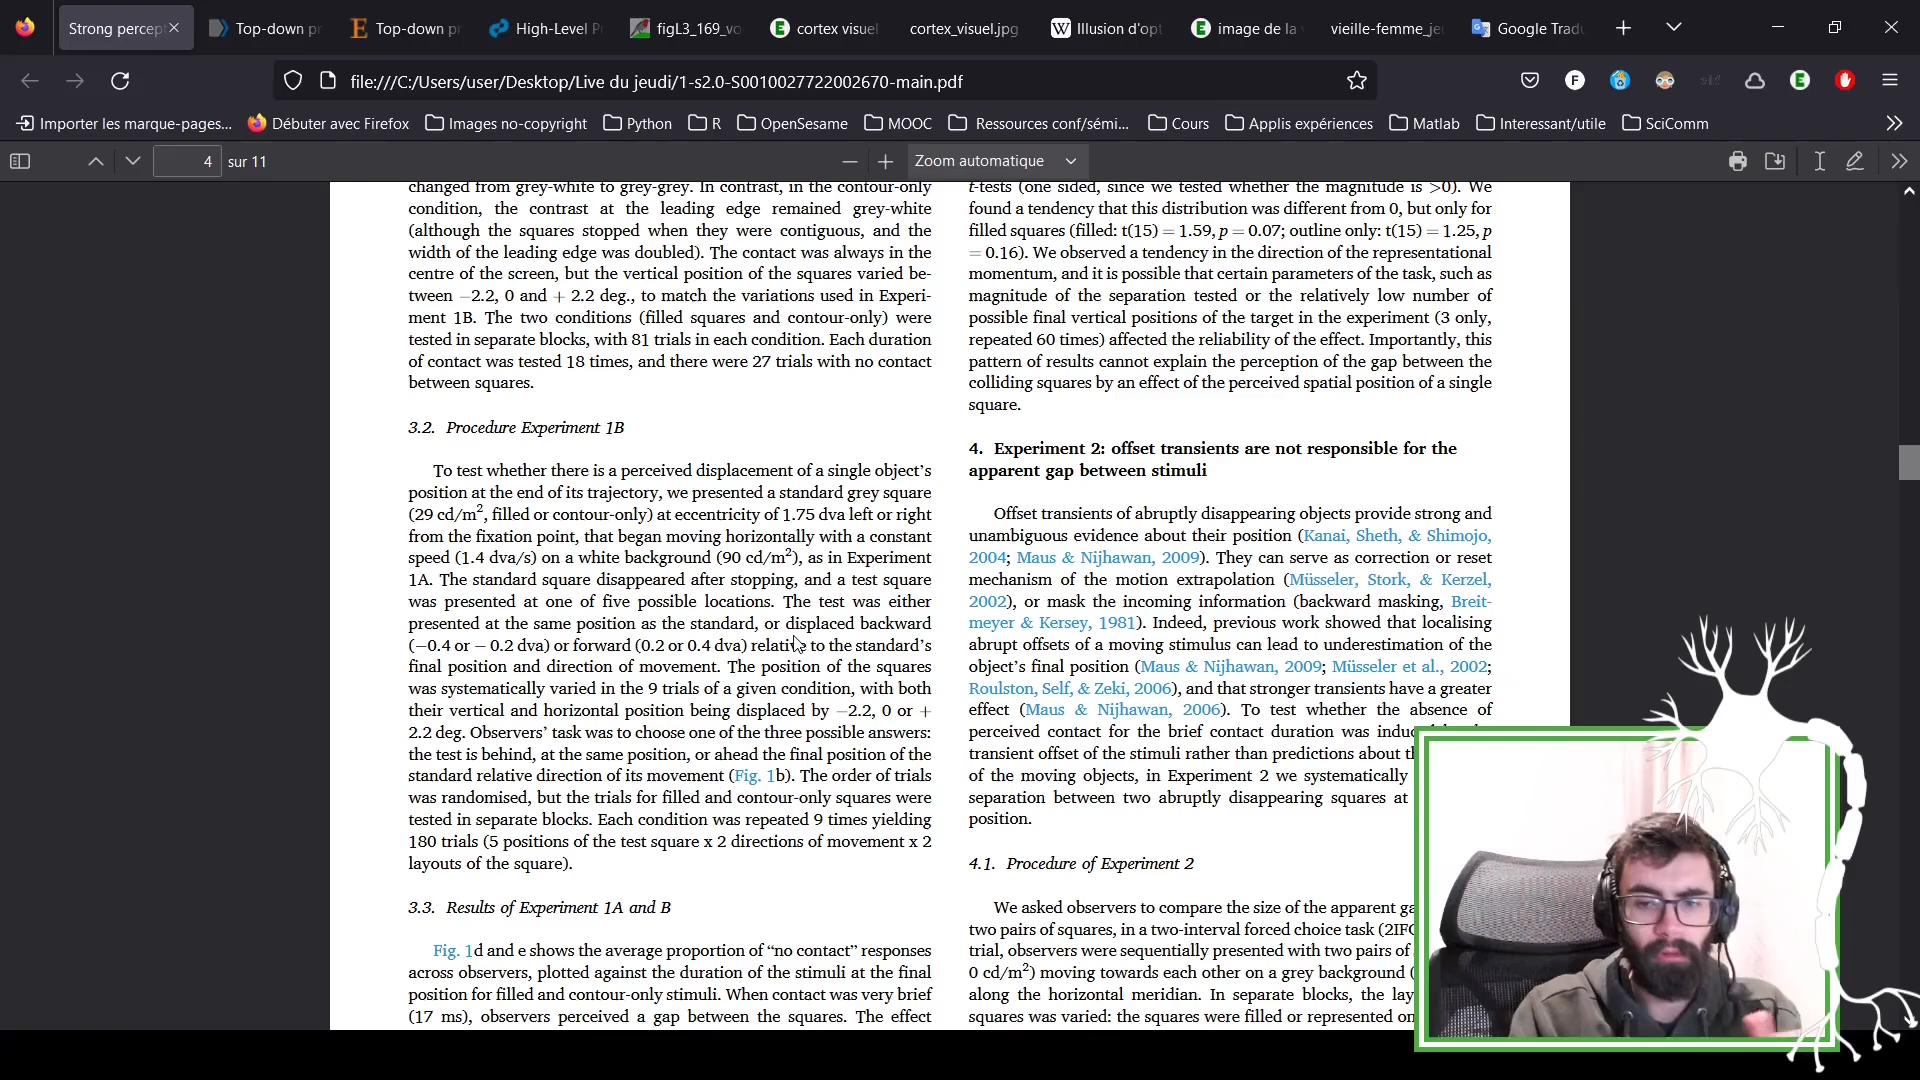 Strong percep
Top-down pr
Top-down pr
High-Level P
figL3_169_vo
cortex visuel
cortex_visuel.jpg
Illusion d'opt
image de la v
vieille-femme_je
Google Tradu
file:///C:/Users/user/Desktop/Live du jeudi/1-s2.0-S0010027722002670-main.pdf
Importer les marque-pages...
Débuter avec Firefox
Images no-copyright
Python
R
OpenSesame
MOOC
Ressources conf/sémi...
Cours
Applis expériences
Matlab
Interessant/utile
SciComm
4 sur 11
Zoom automatique
changed from grey-white to grey-grey. In contrast, in the contour-only
condition, the contrast at the leading edge remained grey-white
(although the squares stopped when they were contiguous, and the
width of the leading edge was doubled). The contact was always in the
centre of the screen, but the vertical position of the squares varied be-
tween −2.2, 0 and + 2.2 deg., to match the variations used in Experi-
ment 1B. The two conditions (filled squares and contour-only) were
tested in separate blocks, with 81 trials in each condition. Each duration
of contact was tested 18 times, and there were 27 trials with no contact
between squares.
3.2. Procedure Experiment 1B
To test whether there is a perceived displacement of a single object's
position at the end of its trajectory, we presented a standard grey square
(29 cd/m², filled or contour-only) at eccentricity of 1.75 dva left or right
from the fixation point, that began moving horizontally with a constant
speed (1.4 dva/s) on a white background (90 cd/m²), as in Experiment
1A. The standard square disappeared after stopping, and a test square
was presented at one of five possible locations. The test was either
presented at the same position as the standard, or displaced backward
(−0.4 or − 0.2 dva) or forward (0.2 or 0.4 dva) relative to the standard's
final position and direction of movement. The position of the squares
was systematically varied in the 9 trials of a given condition, with both
their vertical and horizontal position being displaced by −2.2, 0 or +
2.2 deg. Observers' task was to choose one of the three possible answers:
the test is behind, at the same position, or ahead the final position of the
standard relative direction of its movement (Fig. 1b). The order of trials
was randomised, but the trials for filled and contour-only squares were
tested in separate blocks. Each condition was repeated 9 times yielding
180 trials (5 positions of the test square x 2 directions of movement x 2
layouts of the square).
3.3. Results of Experiment 1A and B
Fig. 1d and e shows the average proportion of “no contact” responses
across observers, plotted against the duration of the stimuli at the final
position for filled and contour-only stimuli. When contact was very brief
(17 ms), observers perceived a gap between the squares. The effect
t-tests (one sided, since we tested whether the magnitude is >0). We
found a tendency that this distribution was different from 0, but only for
filled squares (filled: t(15) = 1.59, p = 0.07; outline only: t(15) = 1.25, p
= 0.16). We observed a tendency in the direction of the representational
momentum, and it is possible that certain parameters of the task, such as
magnitude of the separation tested or the relatively low number of
possible final vertical positions of the target in the experiment (3 only,
repeated 60 times) affected the reliability of the effect. Importantly, this
pattern of results cannot explain the perception of the gap between the
colliding squares by an effect of the perceived spatial position of a single
square.
4. Experiment 2: offset transients are not responsible for the
apparent gap between stimuli
Offset transients of abruptly disappearing objects provide strong and
unambiguous evidence about their position (Kanai, Sheth, & Shimojo,
2004; Maus & Nijhawan, 2009). They can serve as correction or reset
mechanism of the motion extrapolation (Müsseler, Stork, & Kerzel,
2002), or mask the incoming information (backward masking, Breit-
meyer & Kersey, 1981). Indeed, previous work showed that localising
abrupt offsets of a moving stimulus can lead to underestimation of the
object's final position (Maus & Nijhawan, 2009; Müsseler et al., 2002;
Roulston, Self, & Zeki, 2006), and that stronger transients have a greater
effect (Maus & Nijhawan, 2006). To test whether the absence of
perceived contact for the brief contact duration was
transient offset of the stimuli rather than predictions about
of the moving objects, in Experiment 2 we systematically
separation between two abruptly disappearing squares at
position.
4.1. Procedure of Experiment 2
We asked observers to compare the size of the apparent
two pairs of squares, in a two-interval forced choice task (2IFC
trial, observers were sequentially presented with two pairs of
0 cd/m²) moving towards each other on a grey background (
along the horizontal meridian. In separate blocks, the lay
squares was varied: the squares were filled or represented